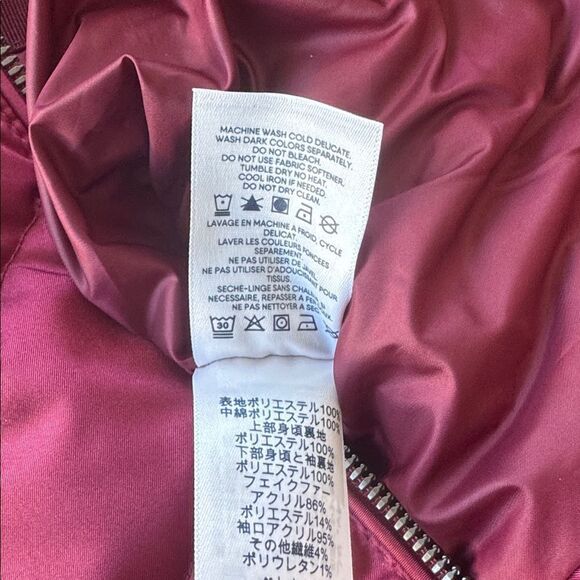 MACHINE WASH COLD DELICATE.
WASH DARK COLORS SEPARATELY.
DO NOT BLEACH.
DO NOT USE FABRIC SOFTENER.
TUMBLE DRY NO HEAT.
COOL IRON IF NEEDED.
DO NOT DRY CLEAN.
LAVAGE EN MACHINE A FROID, CYCLE
DELICAT.
LAVER LES COULEURS FONCEES
SEPAREMENT.
NE PAS UTILISER DE JAVEL.
NE PAS UTILISER D'ADOUCISSANT POUR
TISSUS.
SECHE-LINGE SANS CHALEUR. SI
NECESSAIRE, REPASSER A FER
NE PAS NETTOYER A SEC
30
表地ポリエステル100%
中綿ポリエステル100%
上部身頃裏地
ポリエステル100%
下部身頃と袖裏地
ポリエステル100%
フェイクファー
アクリル86%
ポリエステル14%
袖口アクリル95%
その他繊維4%
ポリウレタン1%